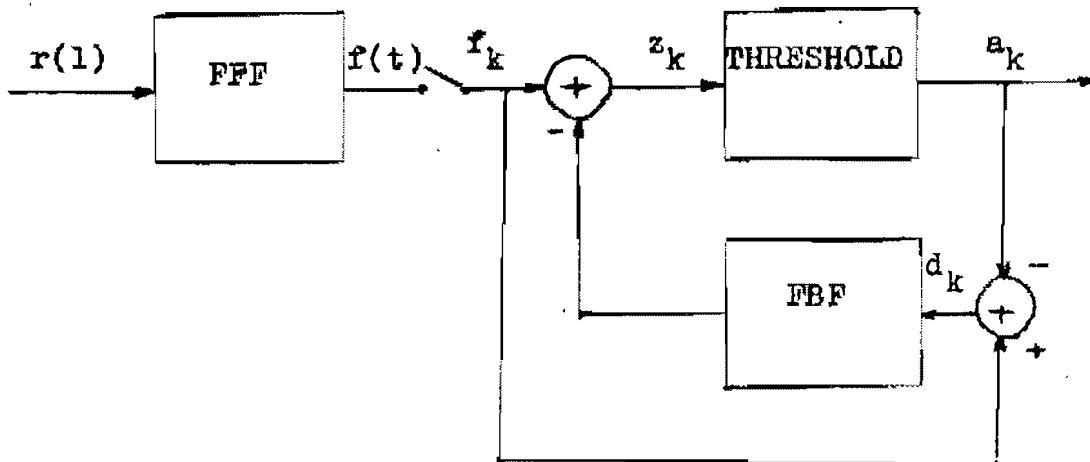 r(l)
FFF
f(t)
f_k
+
-
z_k
THRESHOLD
a_k
FBF
d_k
-
+
+